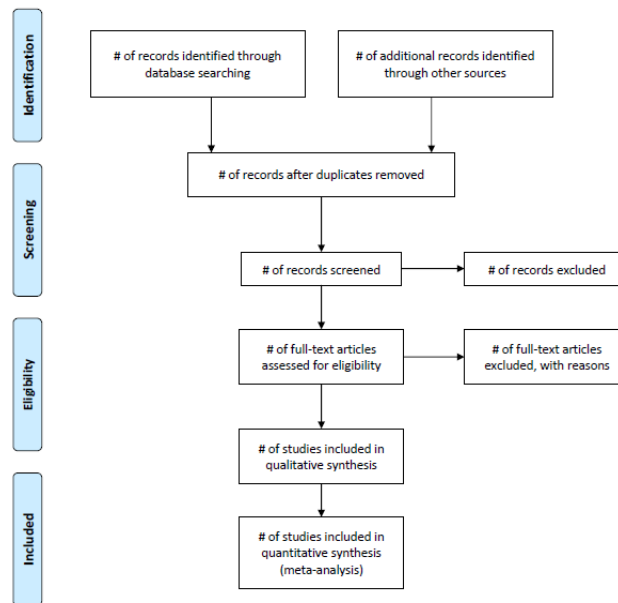 Identification
# of records identified through
database searching
# of additional records identified
through other sources
Screening
# of records after duplicates removed
# of records screened
# of records excluded
Eligibility
# of full-text articles
assessed for eligibility
# of full-text articles
excluded, with reasons
# of studies included in
qualitative synthesis
Included
# of studies included in
quantitative synthesis
(meta-analysis)